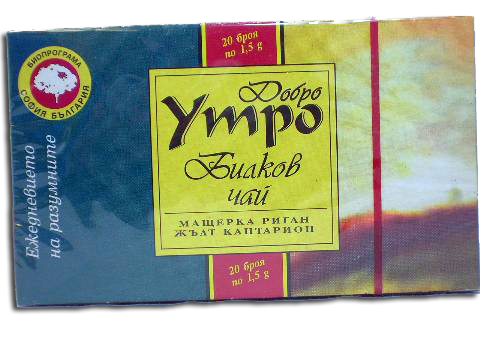 БИОПРОГРАМА
СОФИЯ БЪЛГАРИЯ
Ежедневието
на разумните
20 броя
по 1,5 g
Добро
Утро
Билков
чай
МАЩЕРКА РИГАН
ЖЪЛТ КАНТАРИОН
20 броя
по 1,5 g